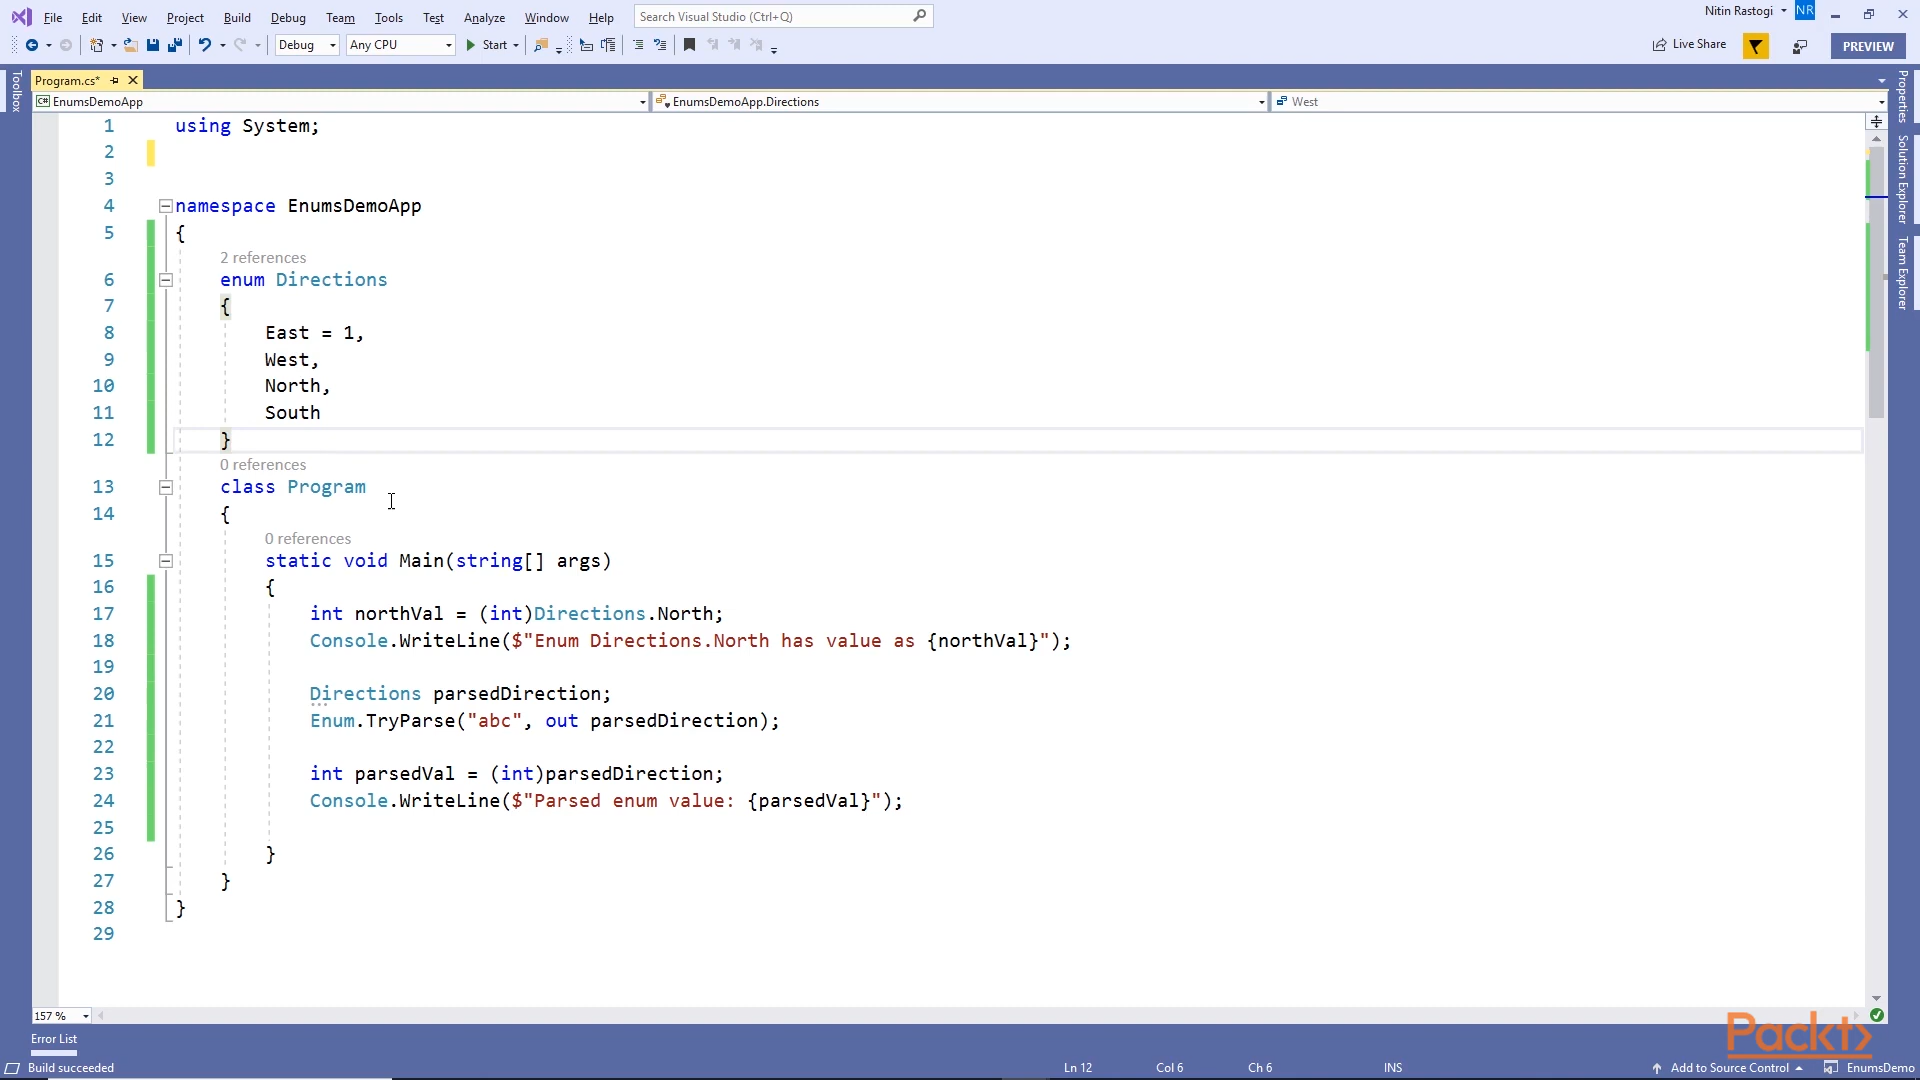 File Edit View Project Build Debug Team Tools Test Analyze Window Help Search Visual Studio (Ctrl+Q) Nitin Rastogi NR
Debug Any CPU Start Live Share PREVIEW
Toolbox
Program.cs*
EnumsDemoApp EnumsDemoApp.Directions West
Properties
Solution Explorer
Team Explorer
1 using System;
2
3
4 namespace EnumsDemoApp
5 {
2 references
6 enum Directions
7 {
8 East = 1,
9 West,
10 North,
11 South
12 }
0 references
13 class Program
14 {
0 references
15 static void Main(string[] args)
16 {
17 int northVal = (int)Directions.North;
18 Console.WriteLine($"Enum Directions.North has value as {northVal}");
19
20 Directions parsedDirection;
21 Enum.TryParse("abc", out parsedDirection);
22
23 int parsedVal = (int)parsedDirection;
24 Console.WriteLine($"Parsed enum value: {parsedVal}");
25
26 }
27 }
28 }
29
157 %
Packt>
Error List
Build succeeded Ln 12 Col 6 Ch 6 INS Add to Source Control EnumsDemo